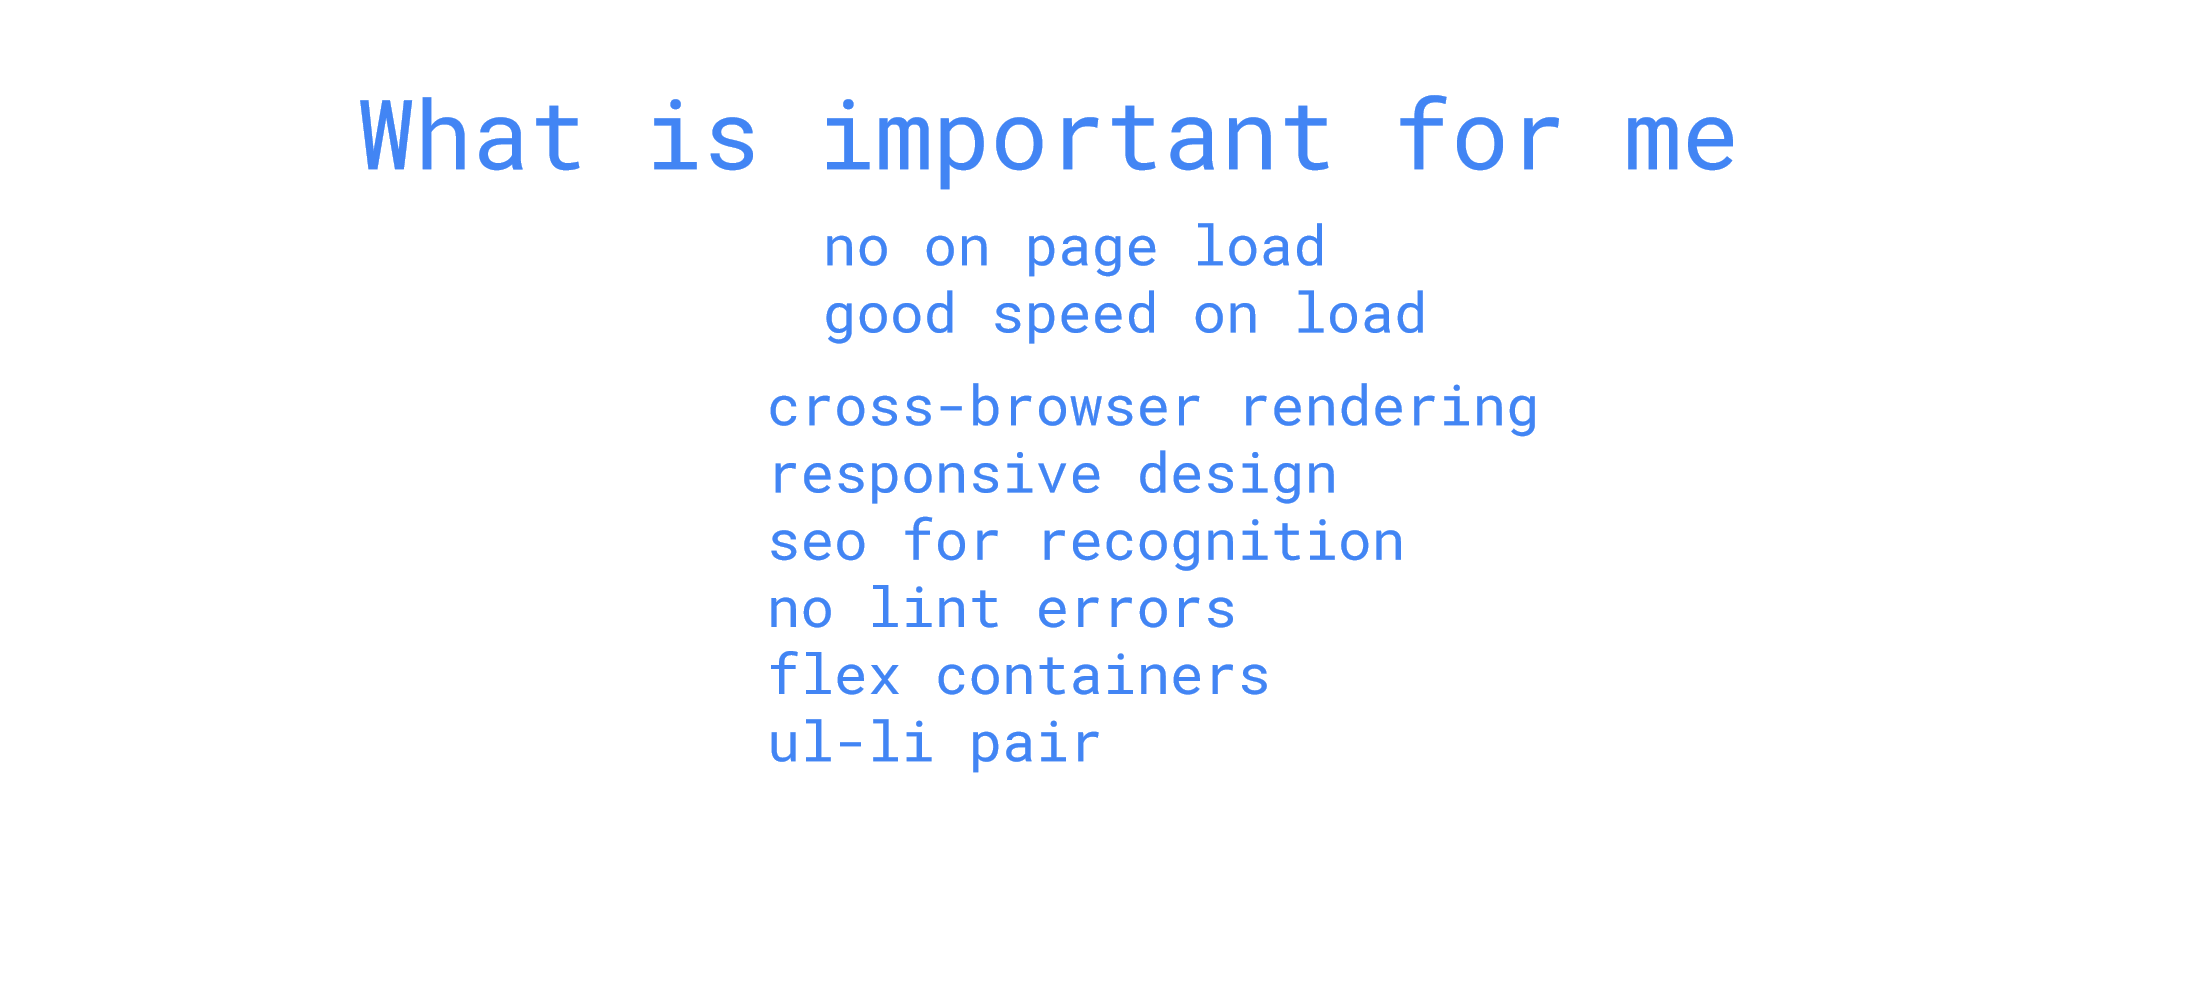 What is important for me
no on page load
good speed on load
cross-browser rendering
responsive design
seo for recognition
no lint errors
flex containers
ul-li pair